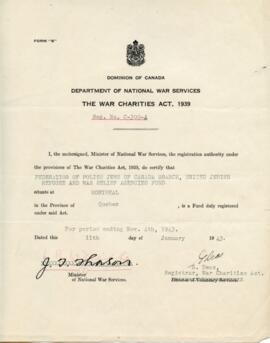 FORM "B"
DOMINION OF CANADA
DEPARTMENT OF NATIONAL WAR SERVICES
THE WAR CHARITIES ACT, 1939
Reg. No. C-309-A
I, the undersigned, Minister of National War Services, the registration authority under
the provisions of The War Charities Act, 1939, do certify that
FEDERATION OF POLISH JEWS OF CANADA BRANCH, UNITED JEWISH
REFUGEE AND WAR RELIEF AGENCIES FUND
situate at MONTREAL
in the Province of Quebec , is a Fund duly registered
under said Act.
For period ending Nov. 4th, 1943.
Dated this 11th day of January 1943.
J. T. Thorson
Minister
of National War Services.
Registrar, War Charities Act.
of Voluntary Services.